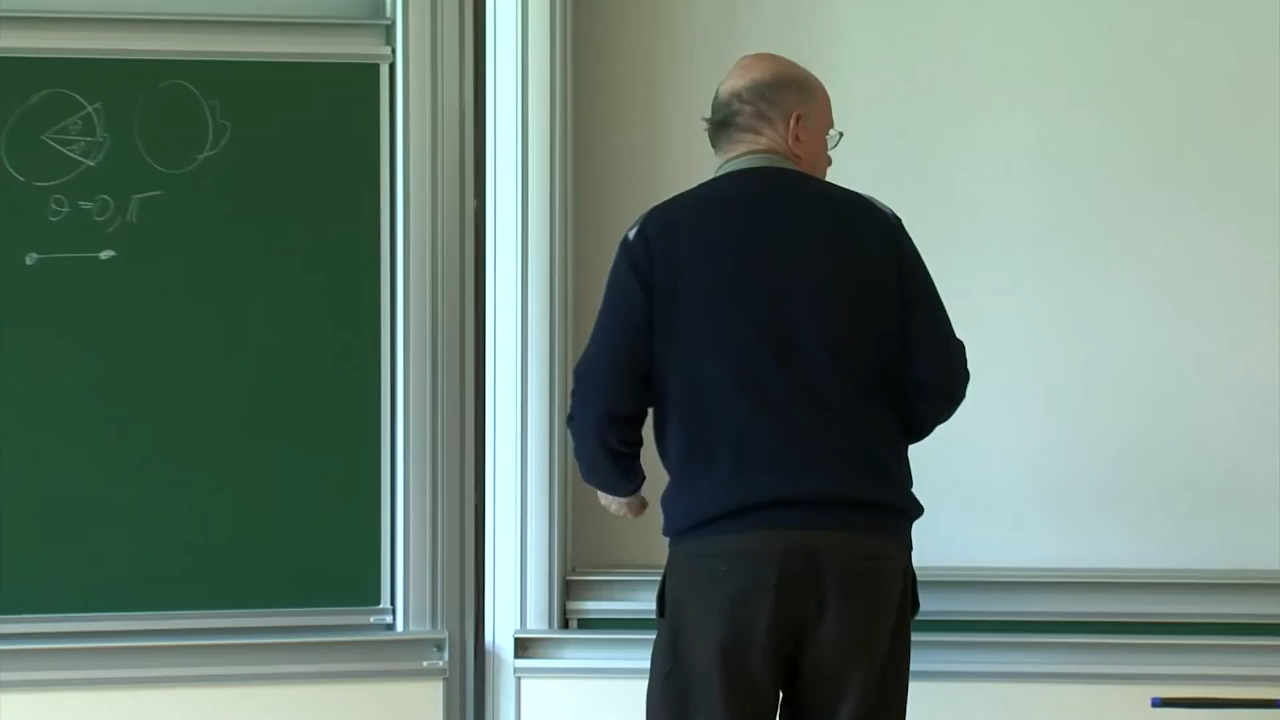 θ = 0, π